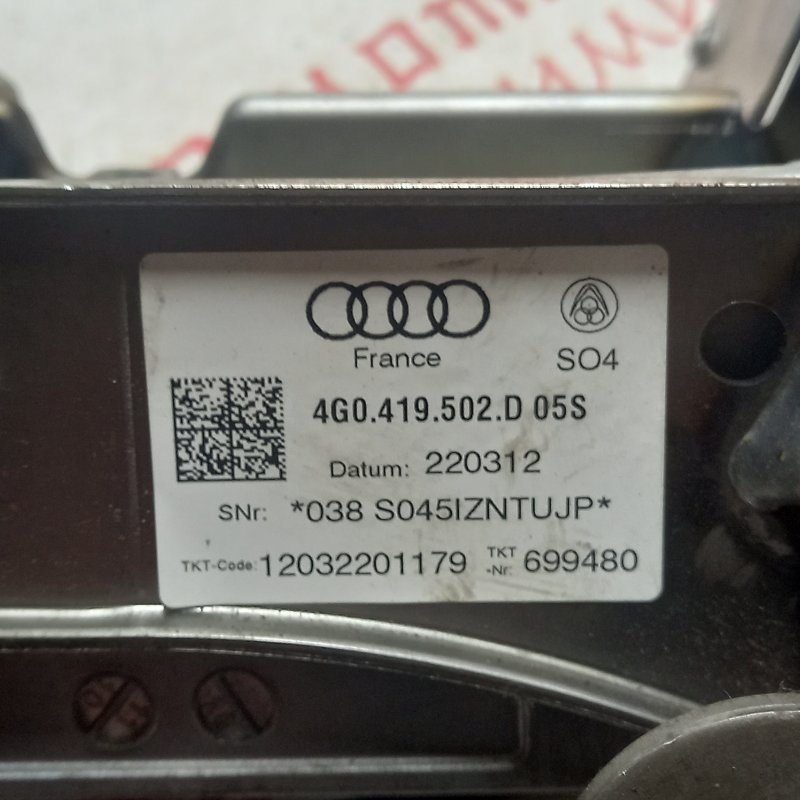 France
SO4
4G0.419.502.D 05S
Datum: 220312
SNr: *038 S045IZNTUJP*
TKT-Code: 12032201179 TKT-Nr: 699480